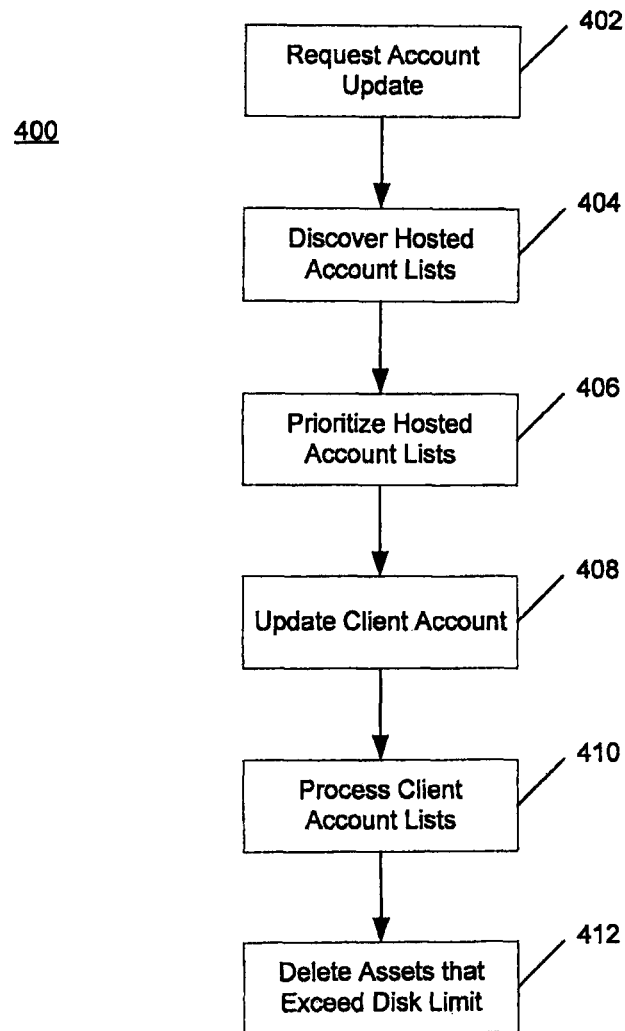 402
Request Account
Update
400
404
Discover Hosted
Account Lists
406
Prioritize Hosted
Account Lists
408
Update Client Account
410
Process Client
Account Lists
412
Delete Assets that
Exceed Disk Limit